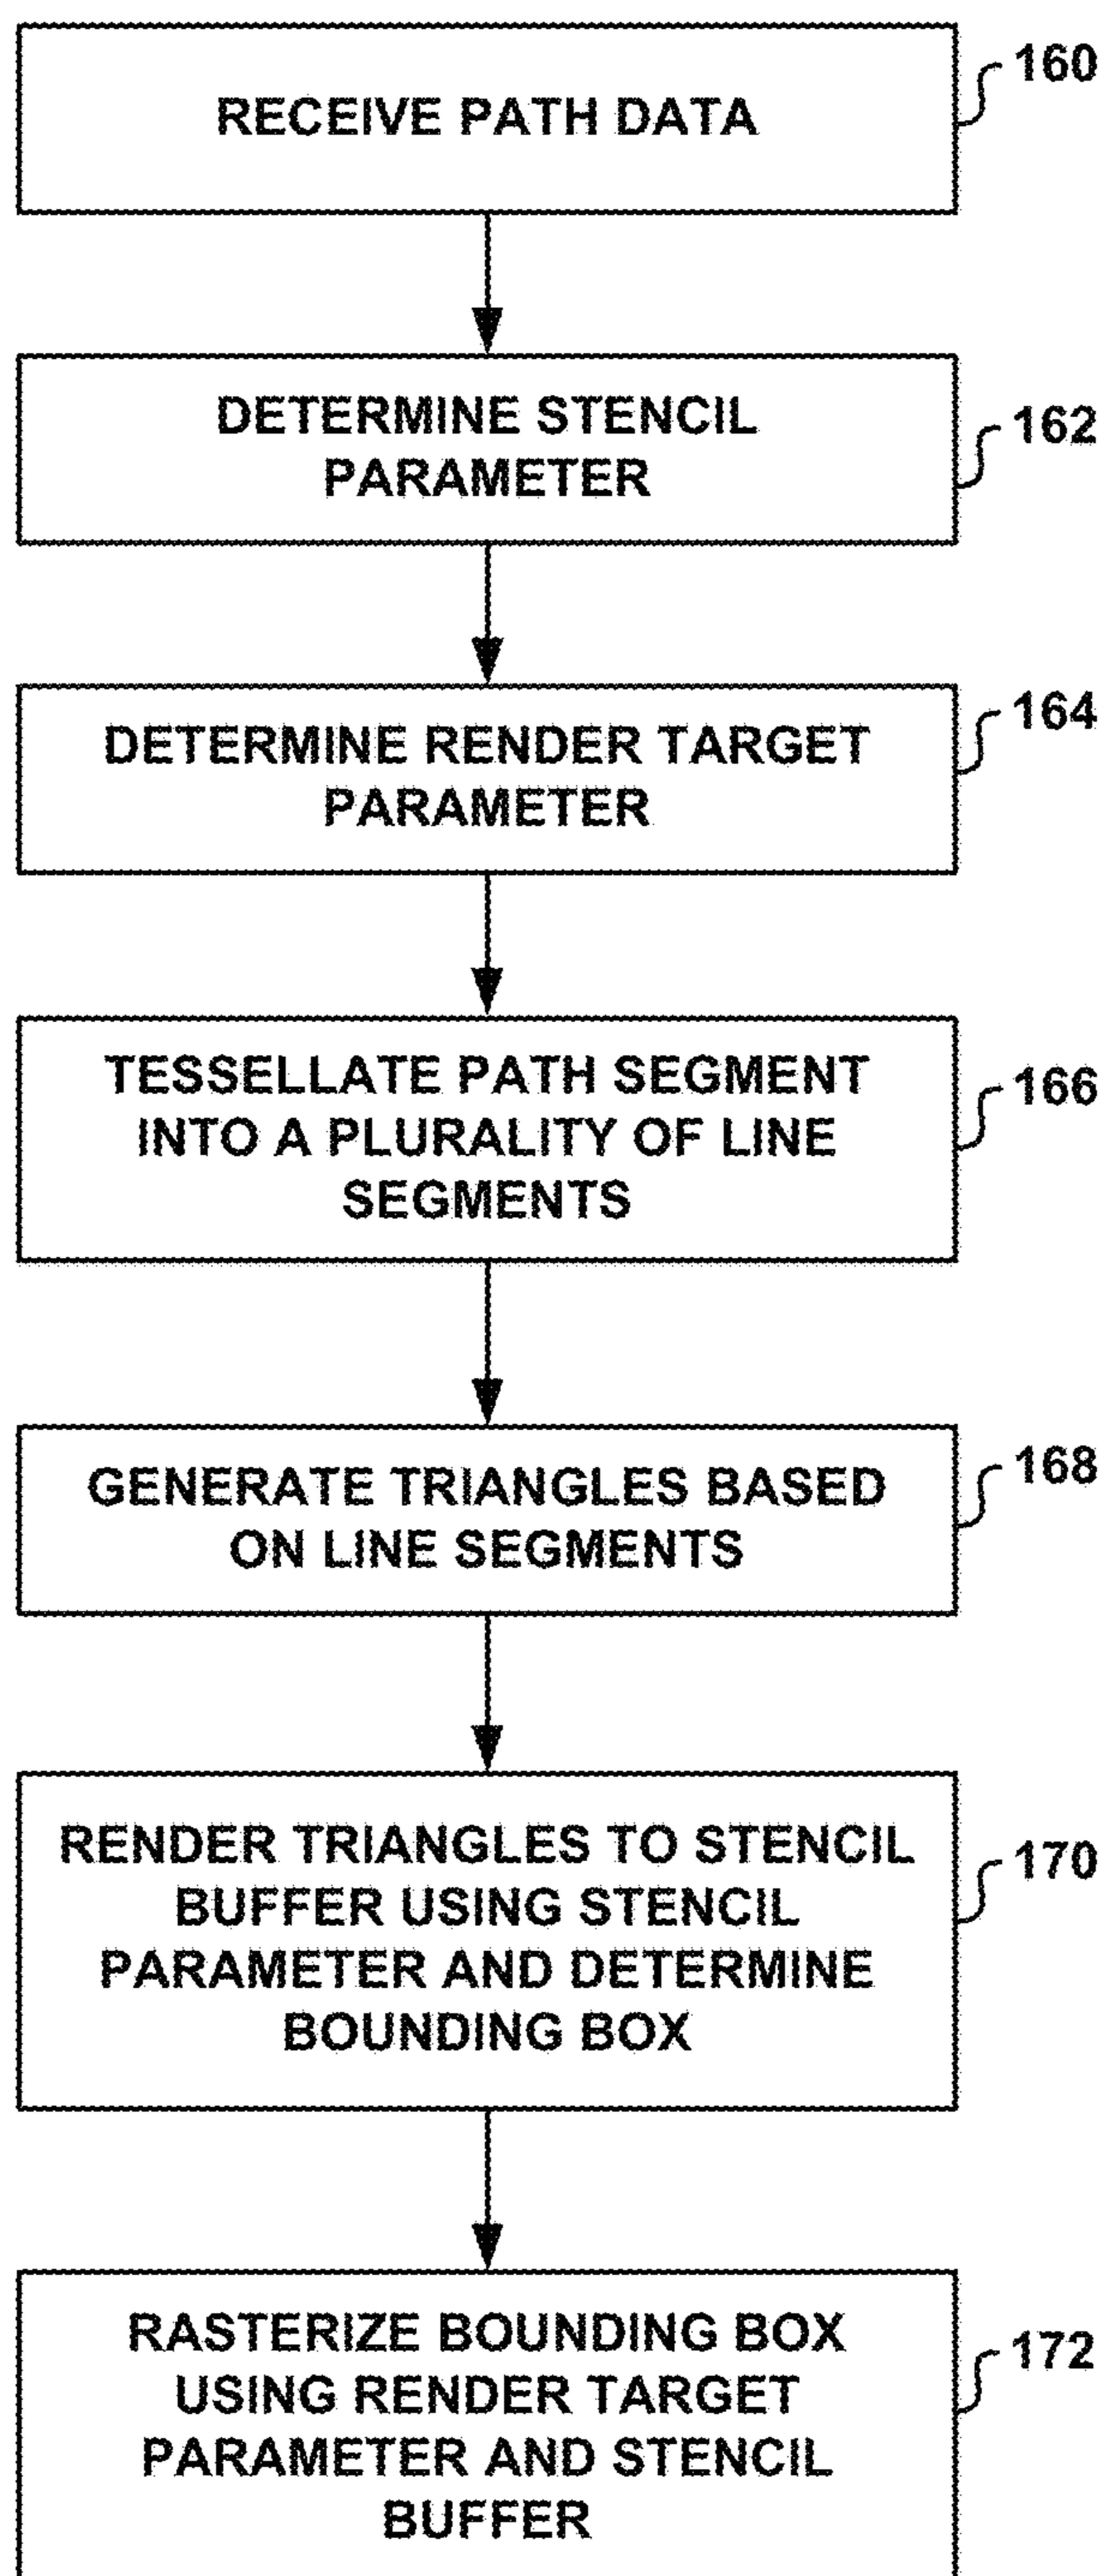 RECEIVE PATH DATA
160
DETERMINE STENCIL
PARAMETER
162
DETERMINE RENDER TARGET
PARAMETER
164
TESSELLATE PATH SEGMENT
INTO A PLURALITY OF LINE
SEGMENTS
166
GENERATE TRIANGLES BASED
ON LINE SEGMENTS
168
RENDER TRIANGLES TO STENCIL
BUFFER USING STENCIL
PARAMETER AND DETERMINE
BOUNDING BOX
170
RASTERIZE BOUNDING BOX
USING RENDER TARGET
PARAMETER AND STENCIL
BUFFER
172